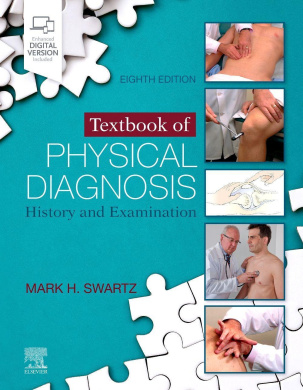 Enhanced
DIGITAL
VERSION
Included
EIGHTH EDITION
Textbook of
PHYSICAL
DIAGNOSIS
History and Examination
MARK H. SWARTZ
ELSEVIER